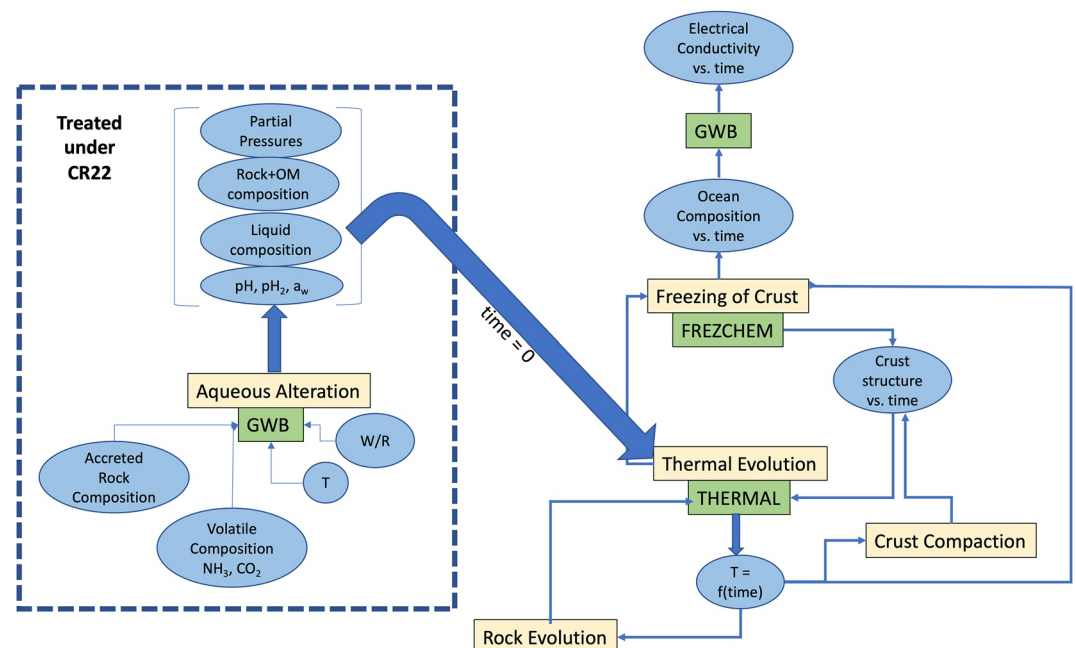 Treated
under
CR22
Partial
Pressures
Rock+OM
composition
Liquid
composition
pH, pH₂, a_w
Aqueous Alteration
GWB
W/R
Accreted
Rock
Composition
T
Volatile
Composition
NH₃, CO₂
time = 0
Electrical
Conductivity
vs. time
GWB
Ocean
Composition
vs. time
Freezing of Crust
FREZCHEM
Crust
structure
vs. time
Thermal Evolution
THERMAL
Crust Compaction
T =
f(time)
Rock Evolution